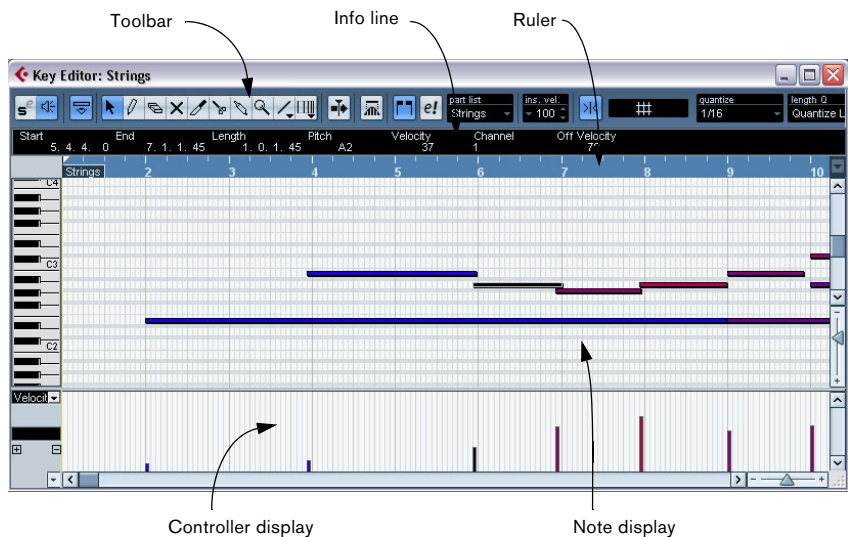 Toolbar
Info line
Ruler
Key Editor: Strings
e!
part list
Strings
ins. vel.
100
quantize
1/16
length Q
Quantize L
Start End Length Pitch Velocity Channel Off Velocity
5. 4. 4. 0 7. 1. 1. 45 1. 0. 1. 45 A2 37 1
Strings 2 3 4 5 6 7 8 9 10
C4
C3
C2
Velocit
Controller display
Note display